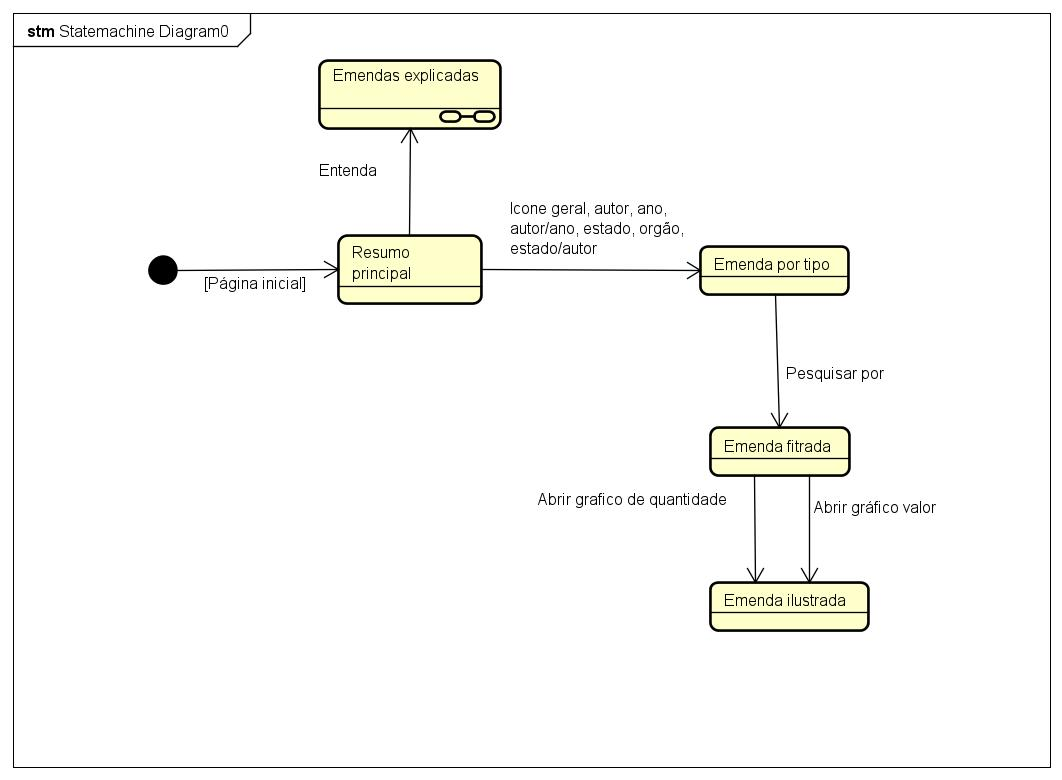 stm Statemachine Diagram0
Emendas explicadas
Entenda
Icone geral, autor, ano,
autor/ano, estado, orgão,
estado/autor
Resumo
principal
[Página inicial]
Emenda por tipo
Pesquisar por
Emenda fitrada
Abrir grafico de quantidade
Abrir gráfico valor
Emenda ilustrada